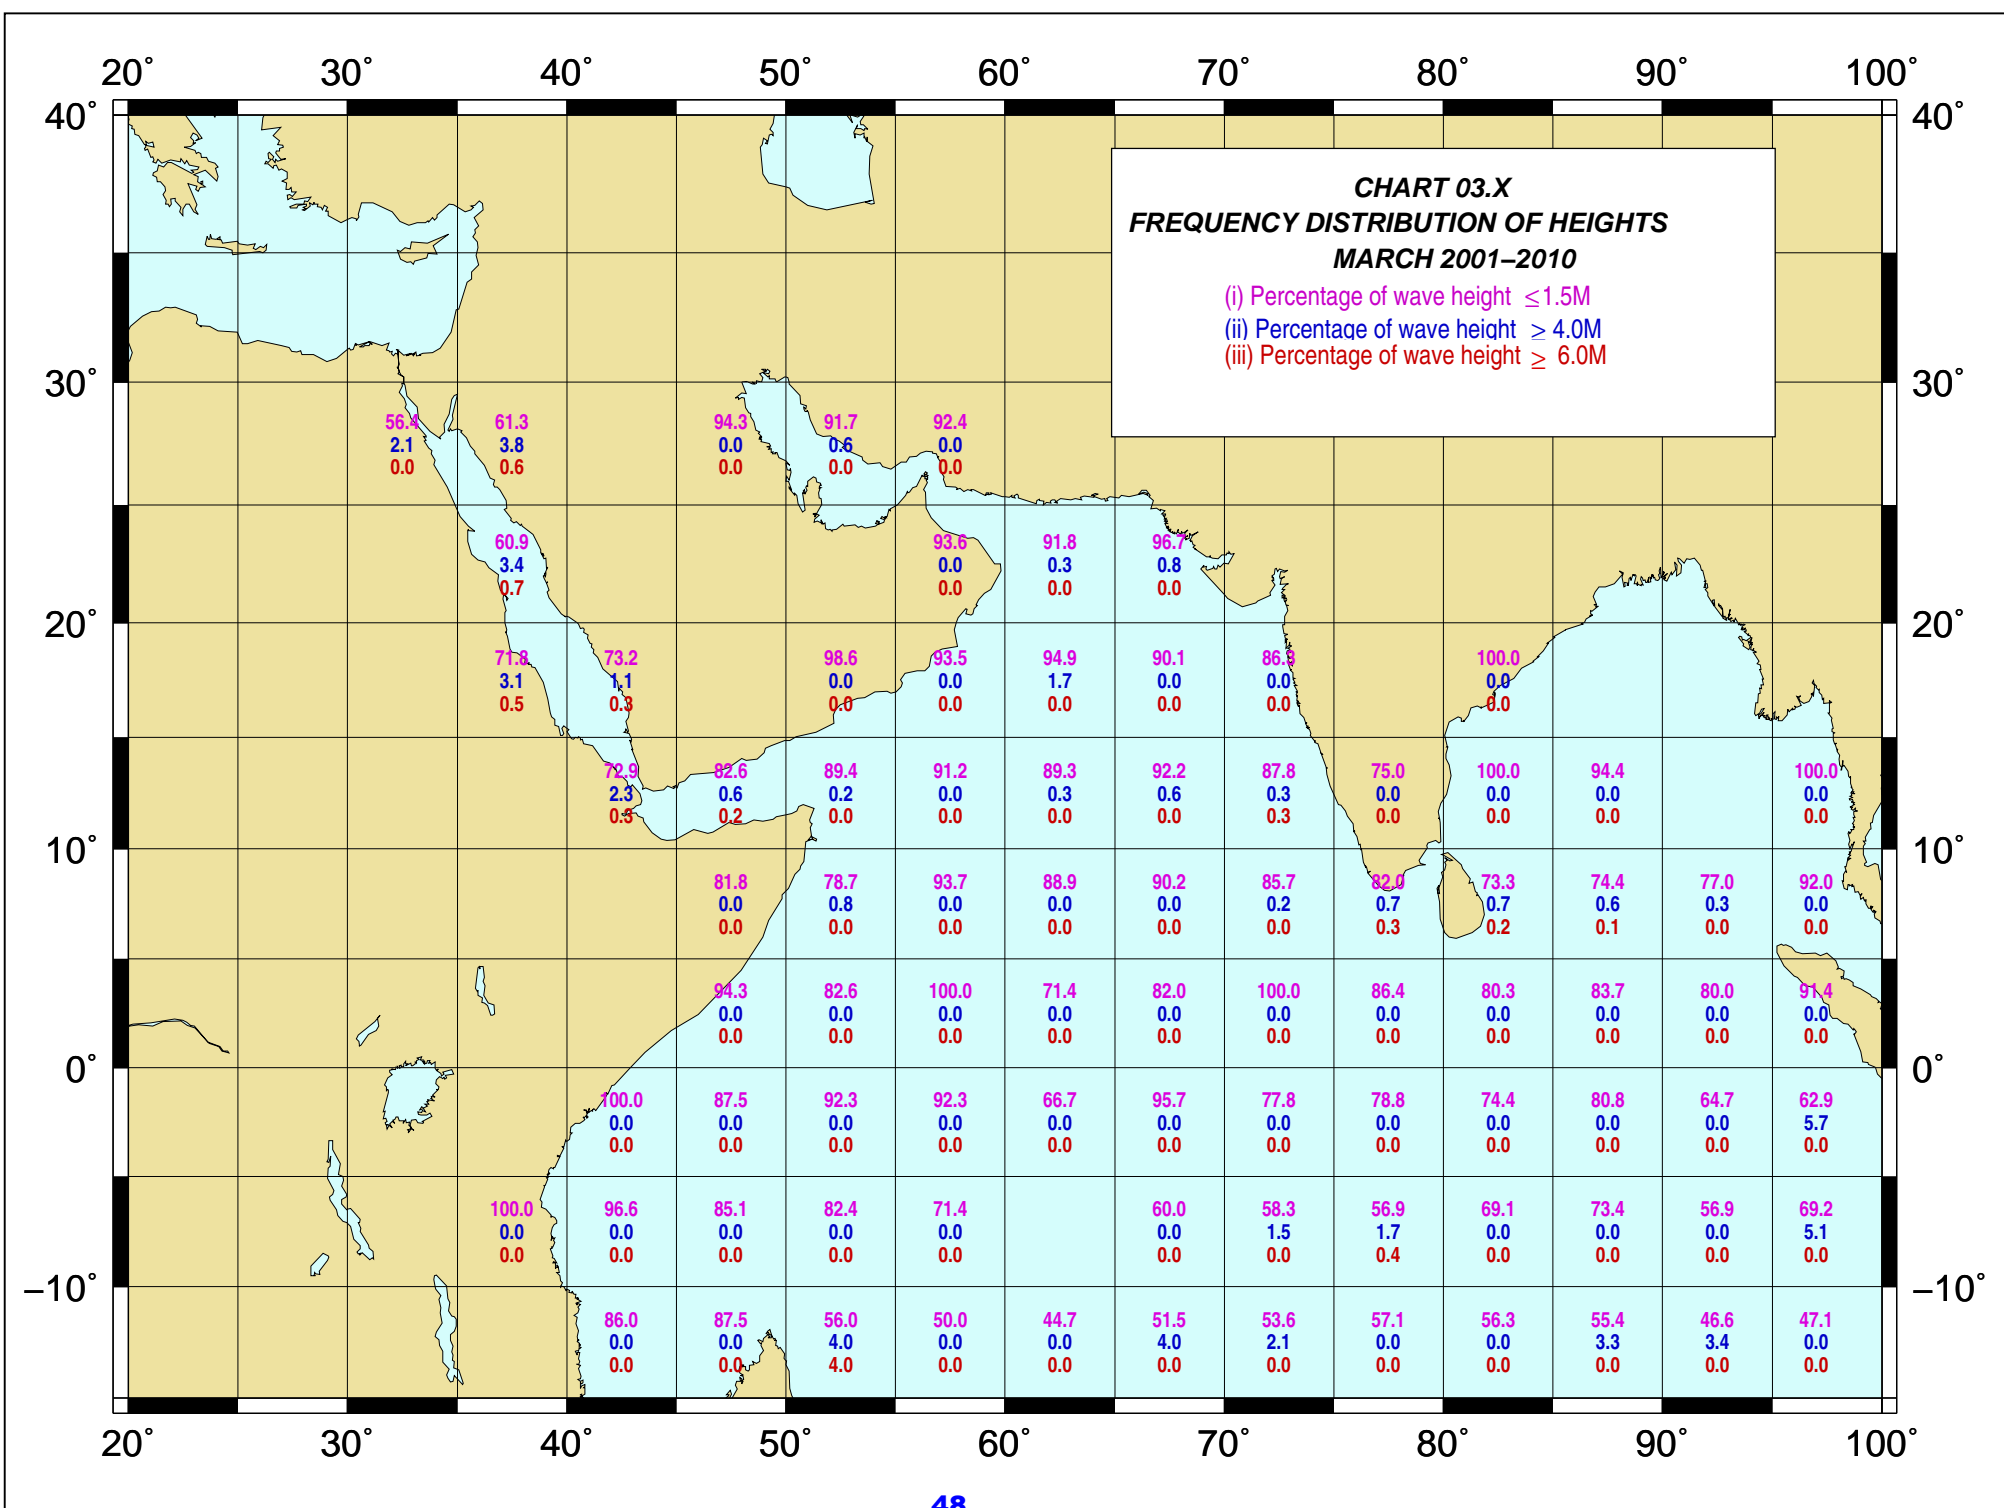 20° 30° 40° 50° 60° 70° 80° 90° 100°
40° 40°
CHART 03.X
FREQUENCY DISTRIBUTION OF HEIGHTS
MARCH 2001–2010
(i) Percentage of wave height ≤1.5M
(ii) Percentage of wave height ≥ 4.0M
(iii) Percentage of wave height ≥ 6.0M
30° 30°
56.4 61.3 94.3 91.7 92.4
2.1 3.8 0.0 0.6 0.0
0.0 0.6 0.0 0.0 0.0
60.9 93.6 91.8 96.7
3.4 0.0 0.3 0.8
0.7 0.0 0.0 0.0
20° 20°
71.8 73.2 98.6 93.5 94.9 90.1 86.3 100.0
3.1 1.1 0.0 0.0 1.7 0.0 0.0 0.0
0.5 0.3 0.0 0.0 0.0 0.0 0.0 0.0
72.9 82.6 89.4 91.2 89.3 92.2 87.8 75.0 100.0 94.4 100.0
2.3 0.6 0.2 0.0 0.3 0.6 0.3 0.0 0.0 0.0 0.0
0.3 0.2 0.0 0.0 0.0 0.0 0.3 0.0 0.0 0.0 0.0
10° 10°
81.8 78.7 93.7 88.9 90.2 85.7 82.0 73.3 74.4 77.0 92.0
0.0 0.8 0.0 0.0 0.0 0.2 0.7 0.7 0.6 0.3 0.0
0.0 0.0 0.0 0.0 0.0 0.0 0.3 0.2 0.1 0.0 0.0
94.3 82.6 100.0 71.4 82.0 100.0 86.4 80.3 83.7 80.0 91.4
0.0 0.0 0.0 0.0 0.0 0.0 0.0 0.0 0.0 0.0 0.0
0.0 0.0 0.0 0.0 0.0 0.0 0.0 0.0 0.0 0.0 0.0
0° 0°
100.0 87.5 92.3 92.3 66.7 95.7 77.8 78.8 74.4 80.8 64.7 62.9
0.0 0.0 0.0 0.0 0.0 0.0 0.0 0.0 0.0 0.0 0.0 5.7
0.0 0.0 0.0 0.0 0.0 0.0 0.0 0.0 0.0 0.0 0.0 0.0
100.0 96.6 85.1 82.4 71.4 60.0 58.3 56.9 69.1 73.4 56.9 69.2
0.0 0.0 0.0 0.0 0.0 0.0 1.5 1.7 0.0 0.0 0.0 5.1
0.0 0.0 0.0 0.0 0.0 0.0 0.0 0.4 0.0 0.0 0.0 0.0
–10° –10°
86.0 87.5 56.0 50.0 44.7 51.5 53.6 57.1 56.3 55.4 46.6 47.1
0.0 0.0 4.0 0.0 0.0 4.0 2.1 0.0 0.0 3.3 3.4 0.0
0.0 0.0 4.0 0.0 0.0 0.0 0.0 0.0 0.0 0.0 0.0 0.0
20° 30° 40° 50° 60° 70° 80° 90° 100°
48